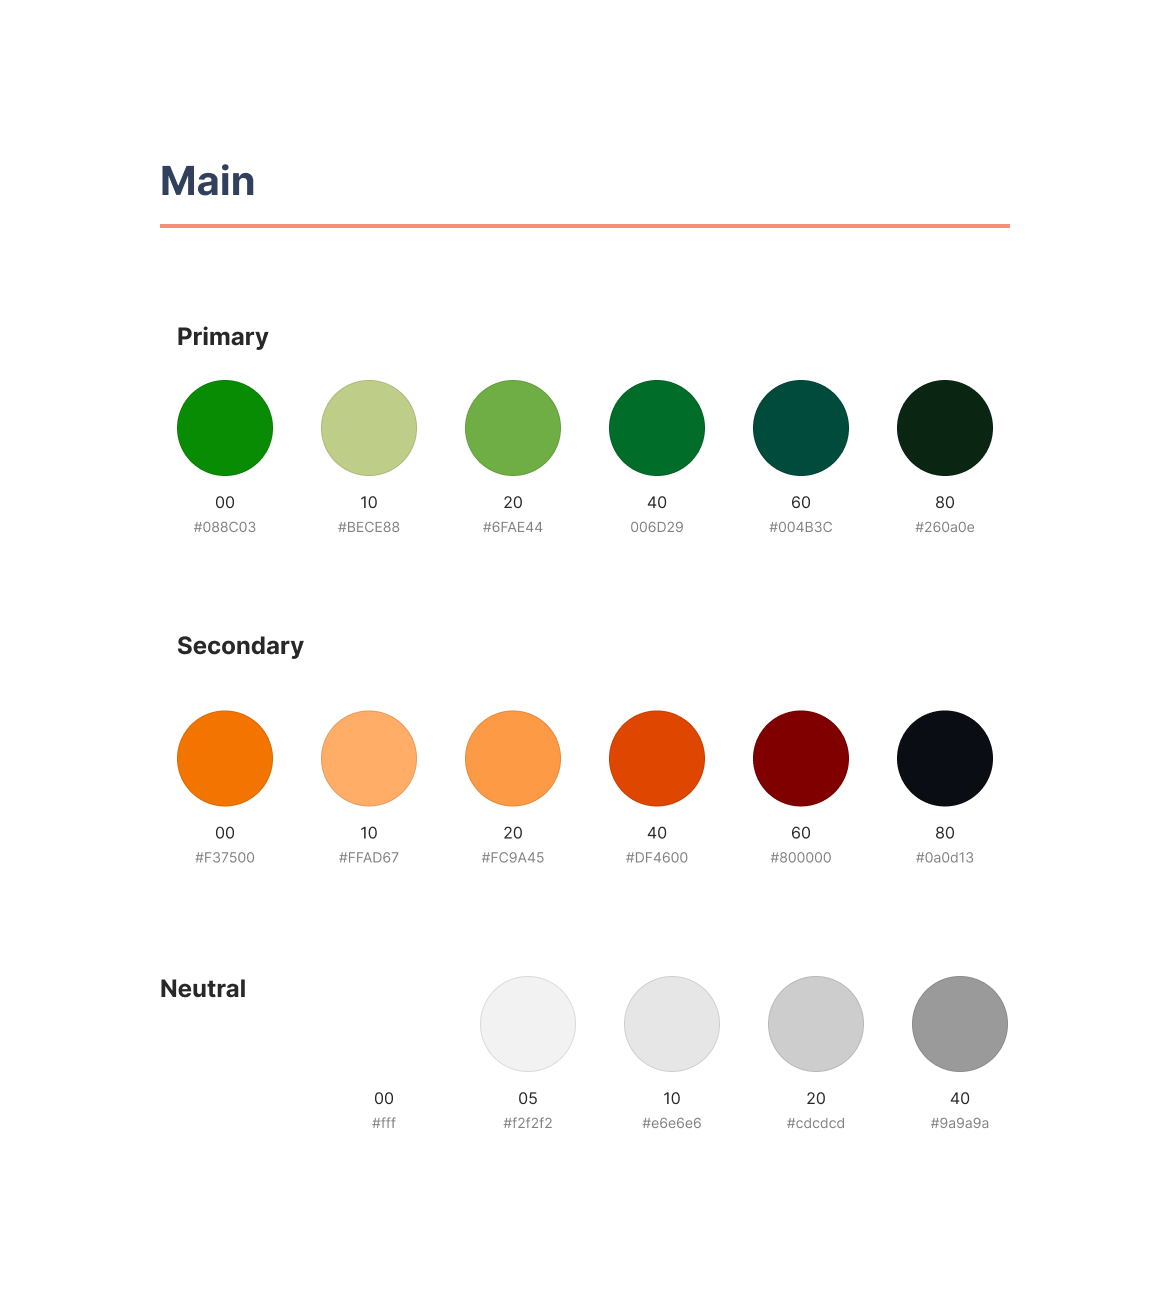 Main
Primary
00 10 20 40 60 80
#088C03 #BECE88 #6FAE44 006D29 #004B3C #260a0e
Secondary
00 10 20 40 60 80
#F37500 #FFAD67 #FC9A45 #DF4600 #800000 #0a0d13
Neutral
00 05 10 20 40
#fff #f2f2f2 #e6e6e6 #cdcdcd #9a9a9a